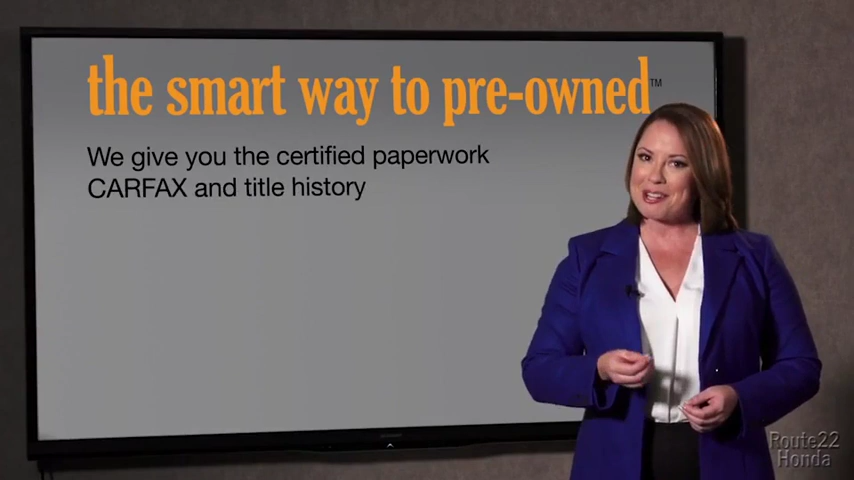 the smart way to pre-owned™
We give you the certified paperwork
CARFAX and title history
Route22
Honda